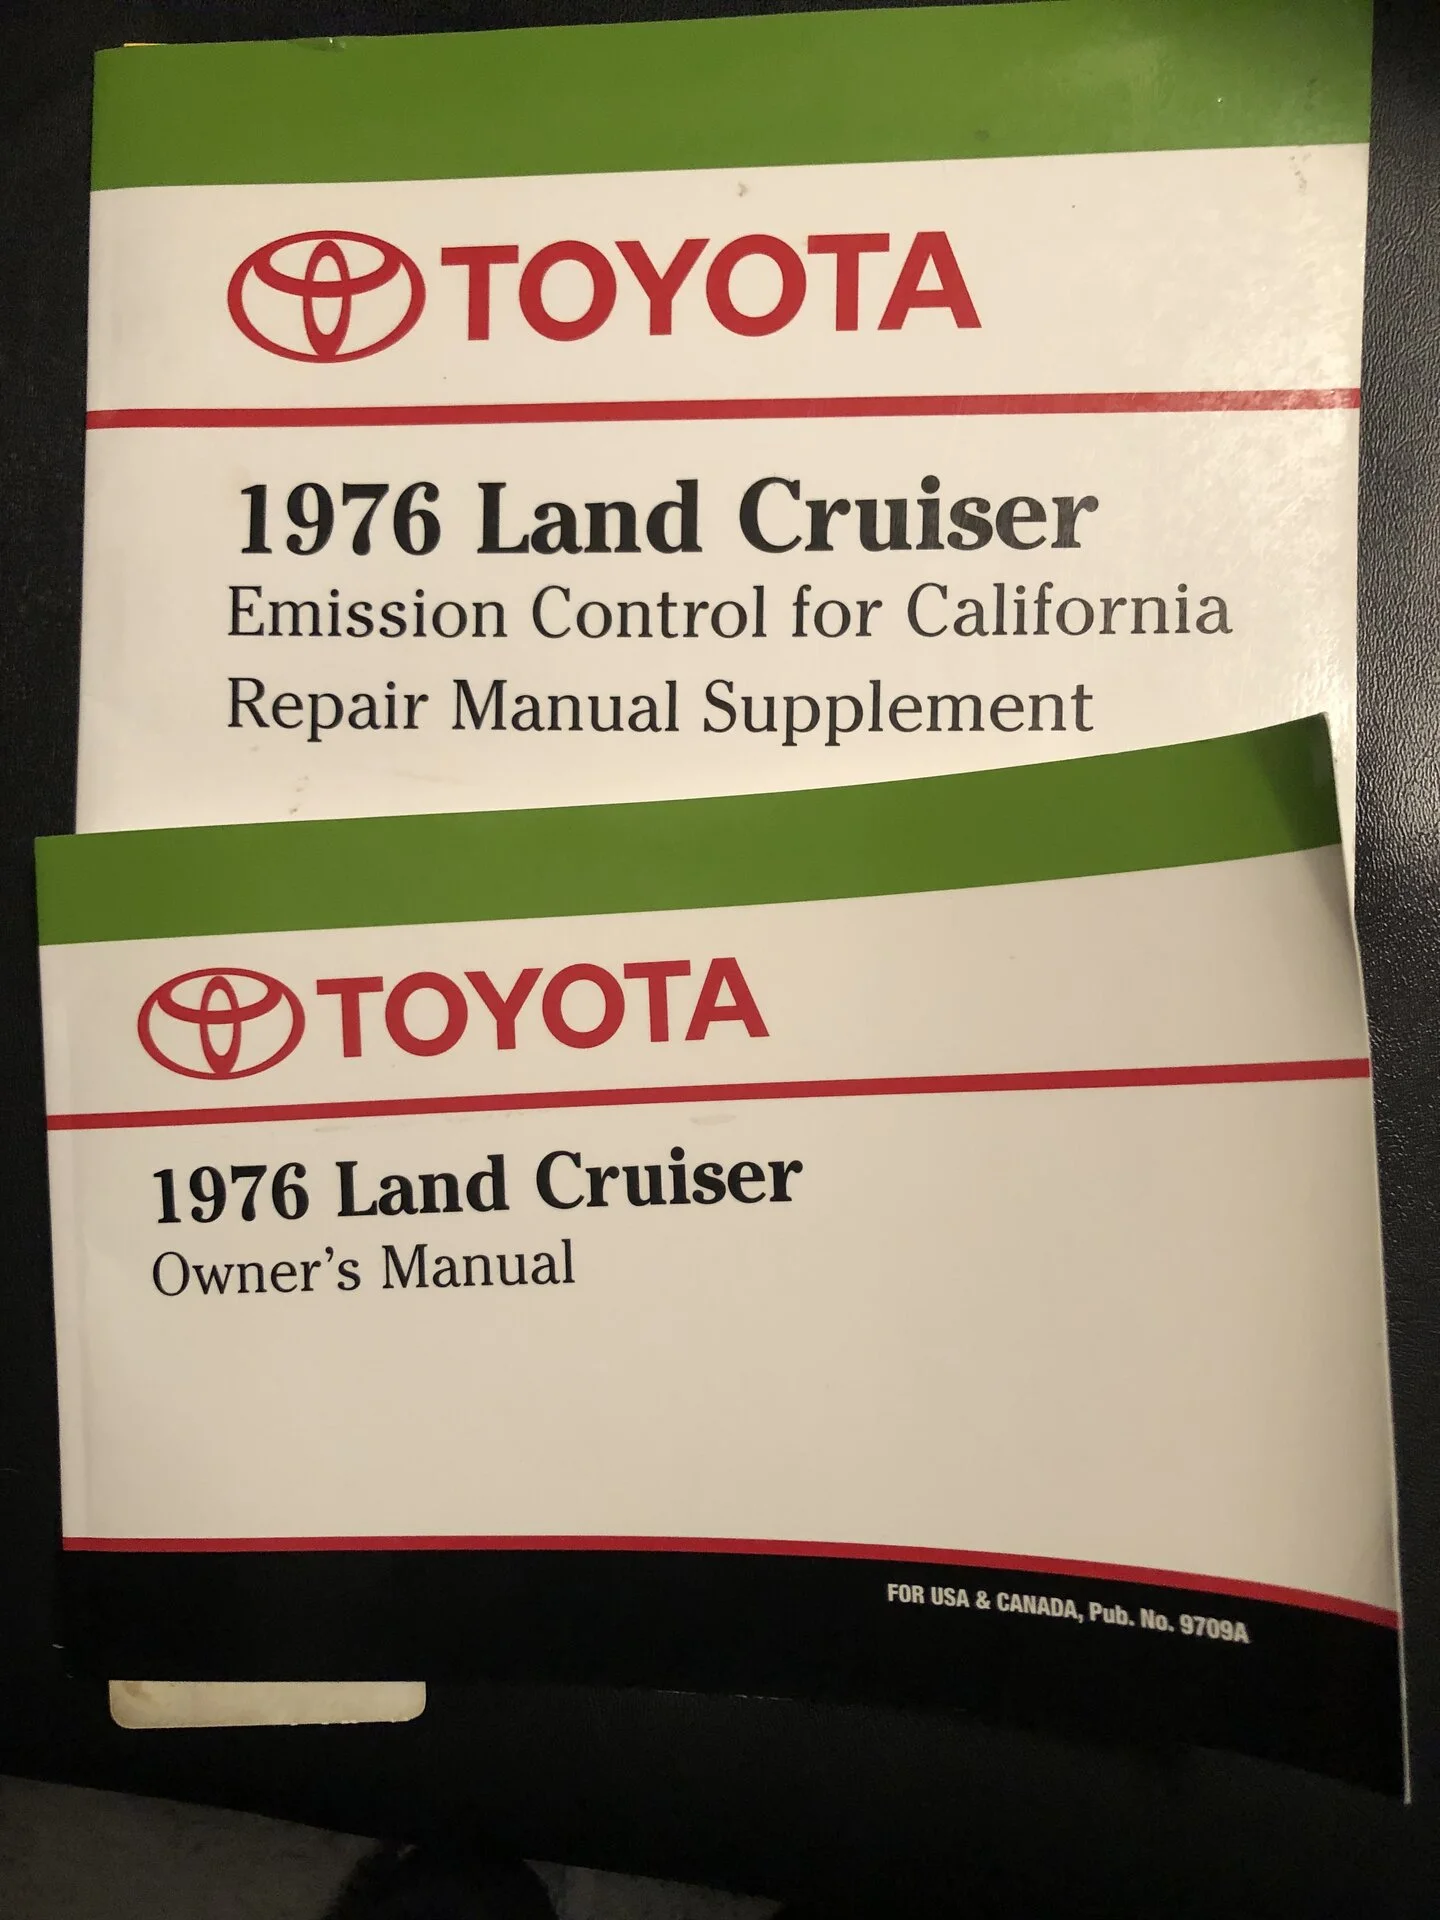 TOYOTA
1976 Land Cruiser
Emission Control for California
Repair Manual Supplement
TOYOTA
1976 Land Cruiser
Owner's Manual
FOR USA & CANADA, Pub. No. 9709A